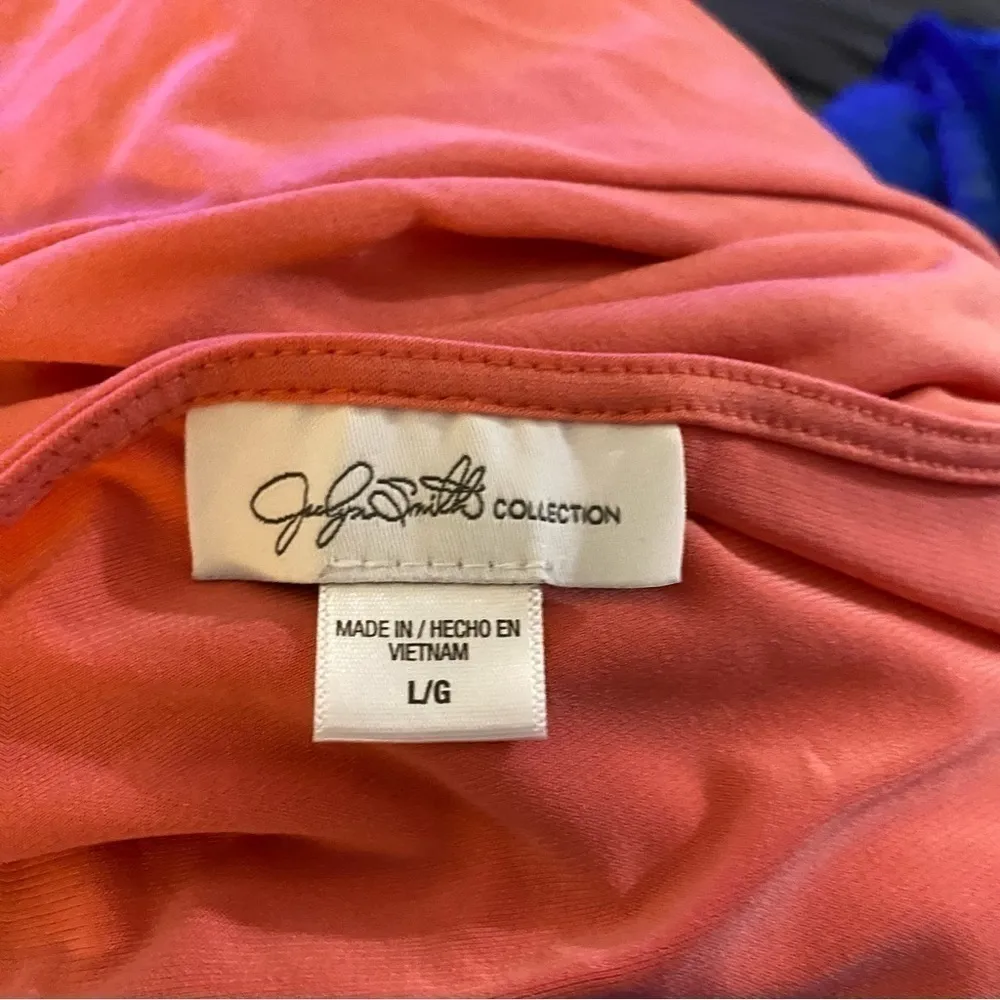 Jaclyn Smith COLLECTION
MADE IN / HECHO EN
VIETNAM
L/G